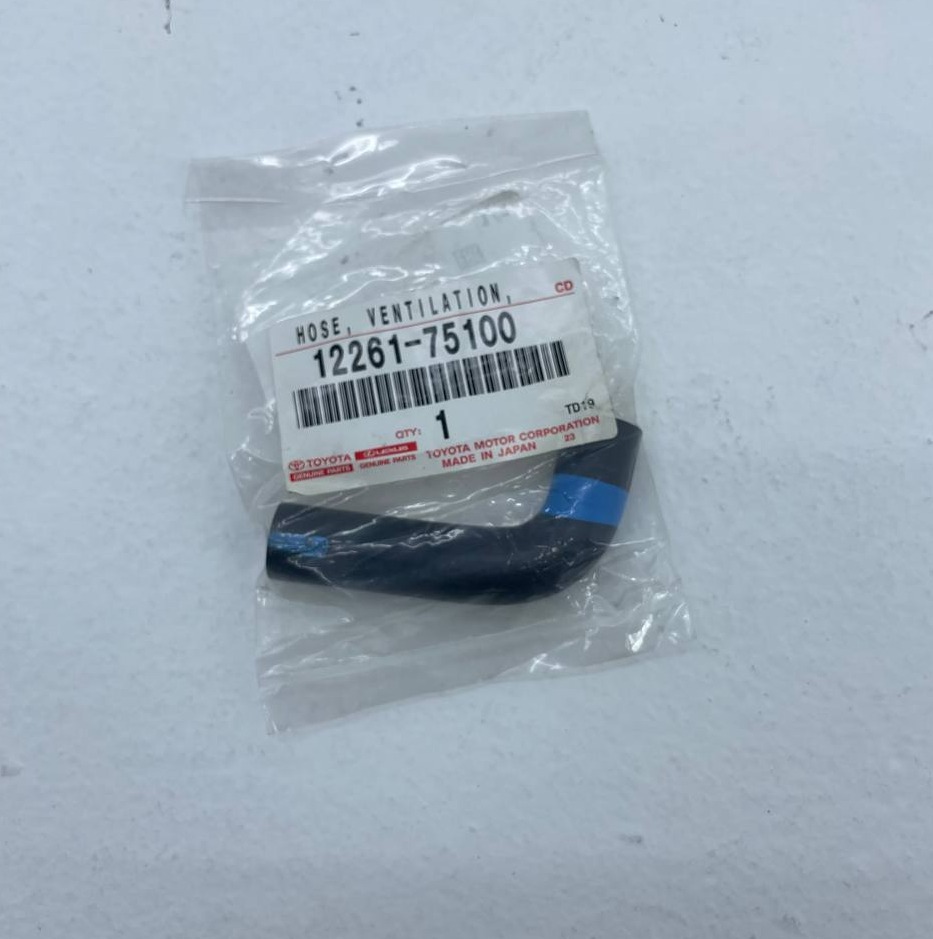 HOSE, VENTILATION,
CD
12261-75100
QTY: 1
TD19
TOYOTA
GENUINE PARTS
LEXUS
GENUINE PARTS
TOYOTA MOTOR CORPORATION
MADE IN JAPAN
23